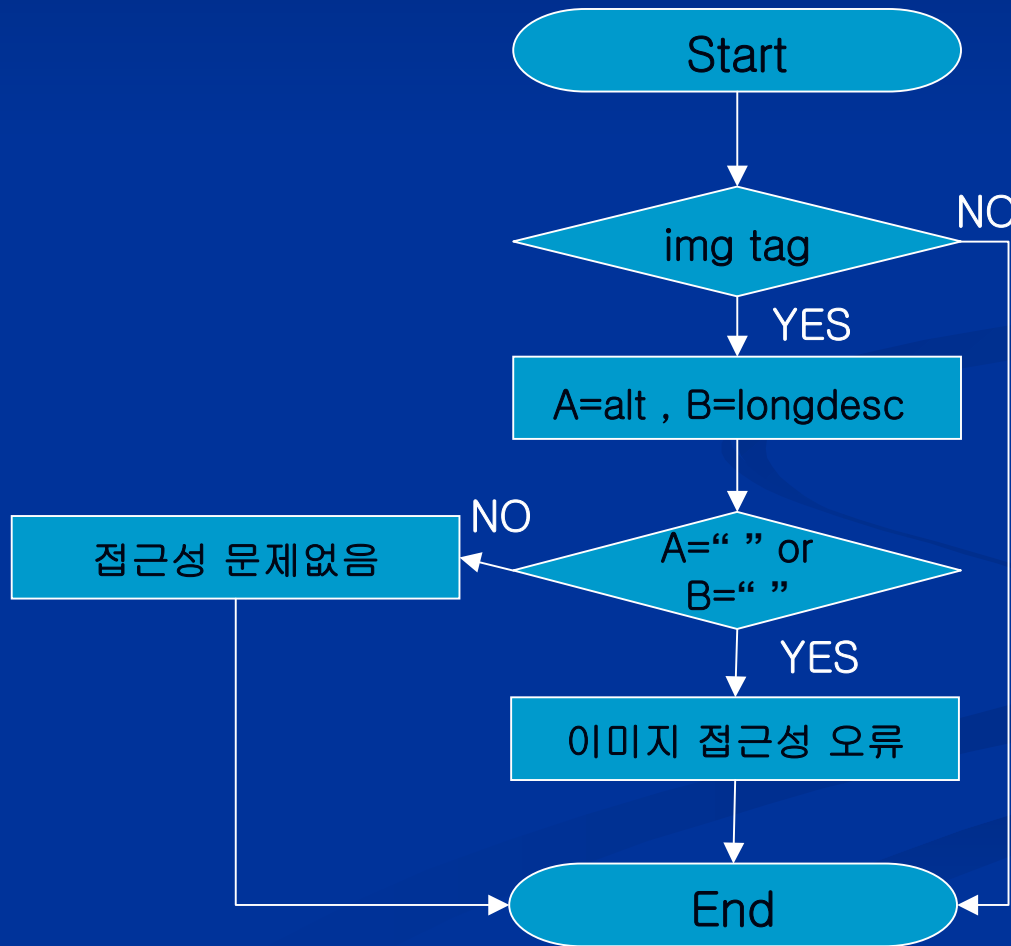 Start
img tag
NO
YES
A=alt , B=longdesc
NO
접근성 문제없음
A=“ ” or
B=“ ”
YES
이미지 접근성 오류
End